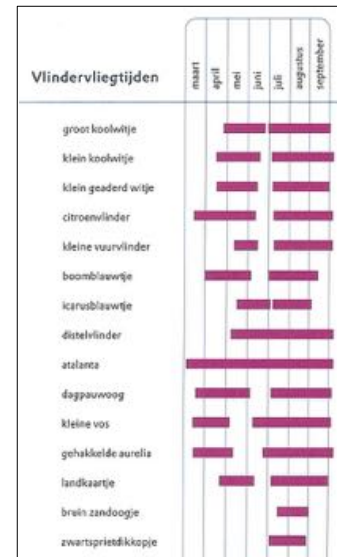 Vlindervliegtijden
maart
april
mei
juni
juli
augustus
september
groot koolwitje
klein koolwitje
klein geaderd witje
citroenvlinder
kleine vuurvlinder
boomblauwtje
icarusblauwtje
distelvlinder
atalanta
dagpauwoog
kleine vos
gehakkelde aurelia
landkaartje
bruin zandoogje
zwartsprietdikkopje